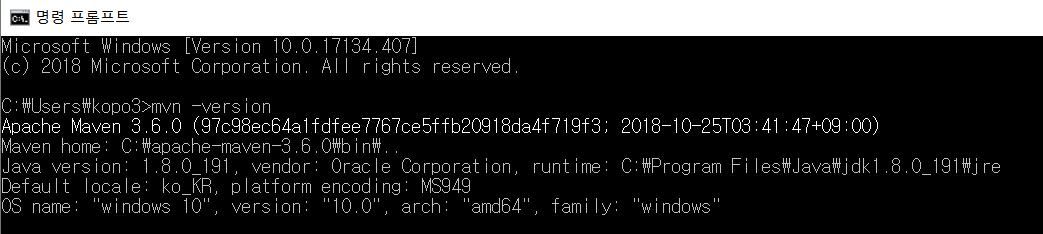 명령 프롬프트
Microsoft Windows [Version 10.0.17134.407]
(c) 2018 Microsoft Corporation. All rights reserved.
C:₩Users₩kopo3>mvn -version
Apache Maven 3.6.0 (97c98ec64a1fdfee7767ce5ffb20918da4f719f3; 2018-10-25T03:41:47+09:00)
Maven home: C:₩apache-maven-3.6.0₩bin₩..
Java version: 1.8.0_191, vendor: Oracle Corporation, runtime: C:₩Program Files₩Java₩jdk1.8.0_191₩jre
Default locale: ko_KR, platform encoding: MS949
OS name: "windows 10", version: "10.0", arch: "amd64", family: "windows"